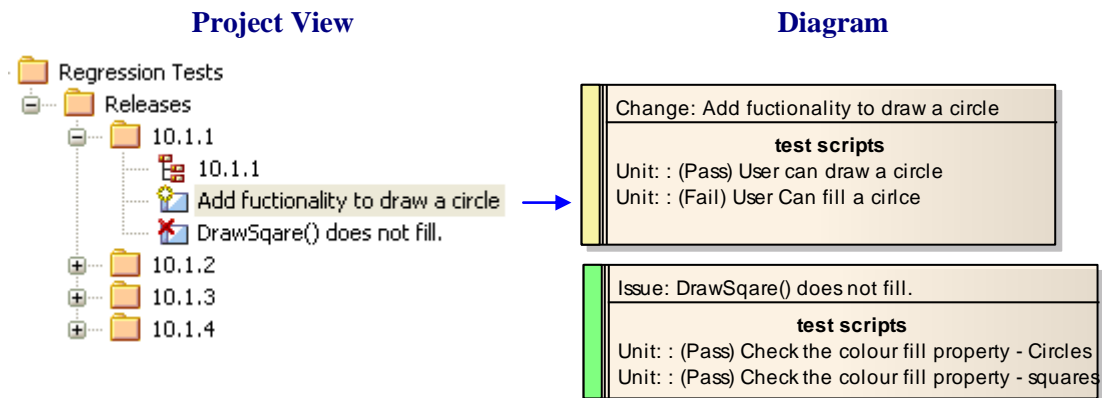 Project View
Regression Tests
Releases
10.1.1
10.1.1
Add fuctionality to draw a circle
DrawSqare() does not fill.
10.1.2
10.1.3
10.1.4
Diagram
Change: Add fuctionality to draw a circle
test scripts
Unit: : (Pass) User can draw a circle
Unit: : (Fail) User Can fill a cirlce
Issue: DrawSqare() does not fill.
test scripts
Unit: : (Pass) Check the colour fill property - Circles
Unit: : (Pass) Check the colour fill property - squares